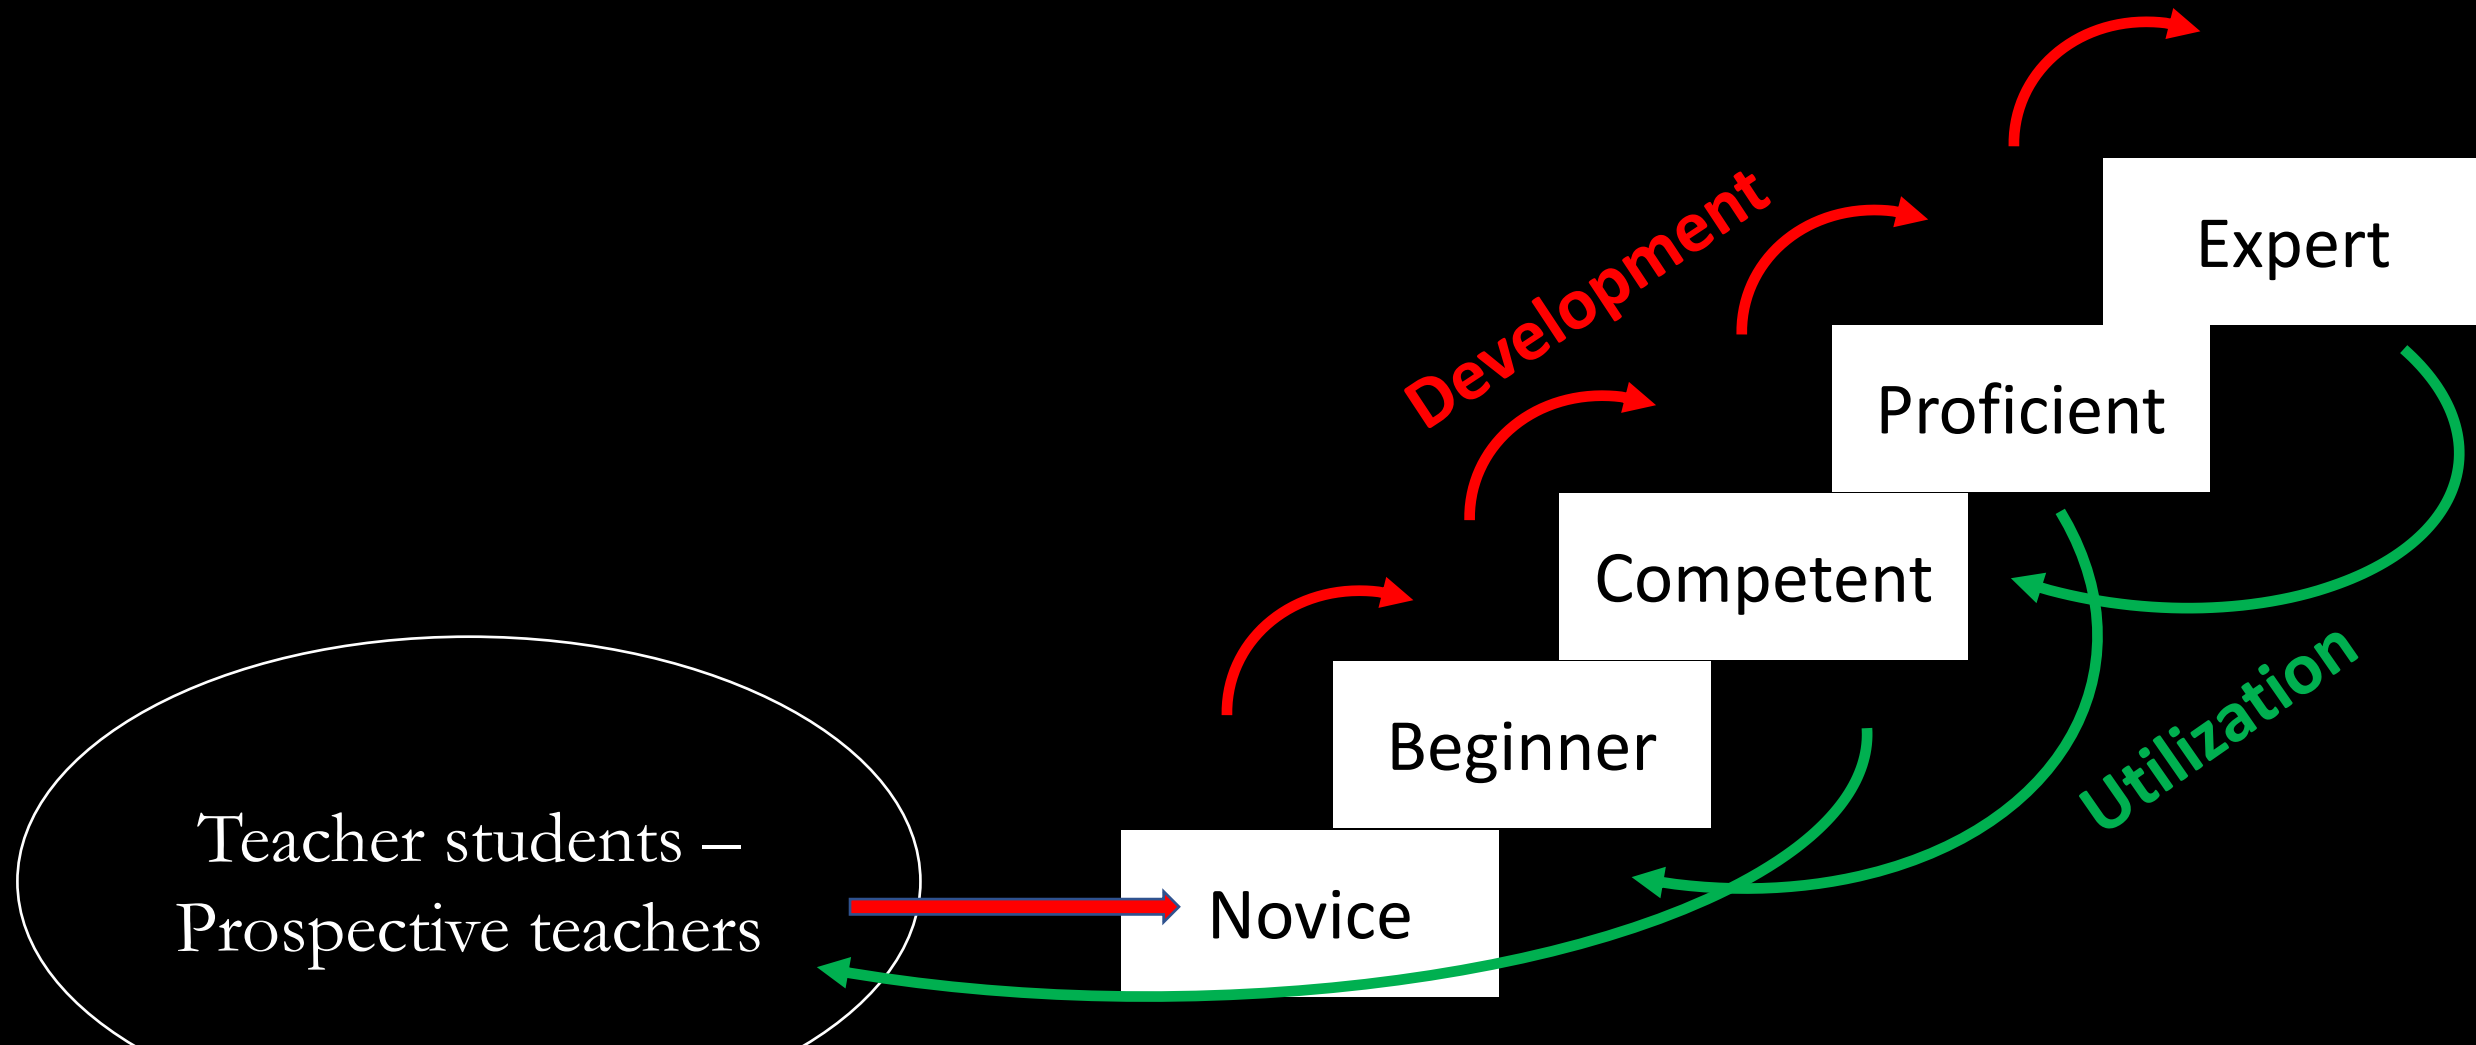 Expert
Development
Proficient
Competent
Utilization
Beginner
Teacher students –
Prospective teachers
Novice